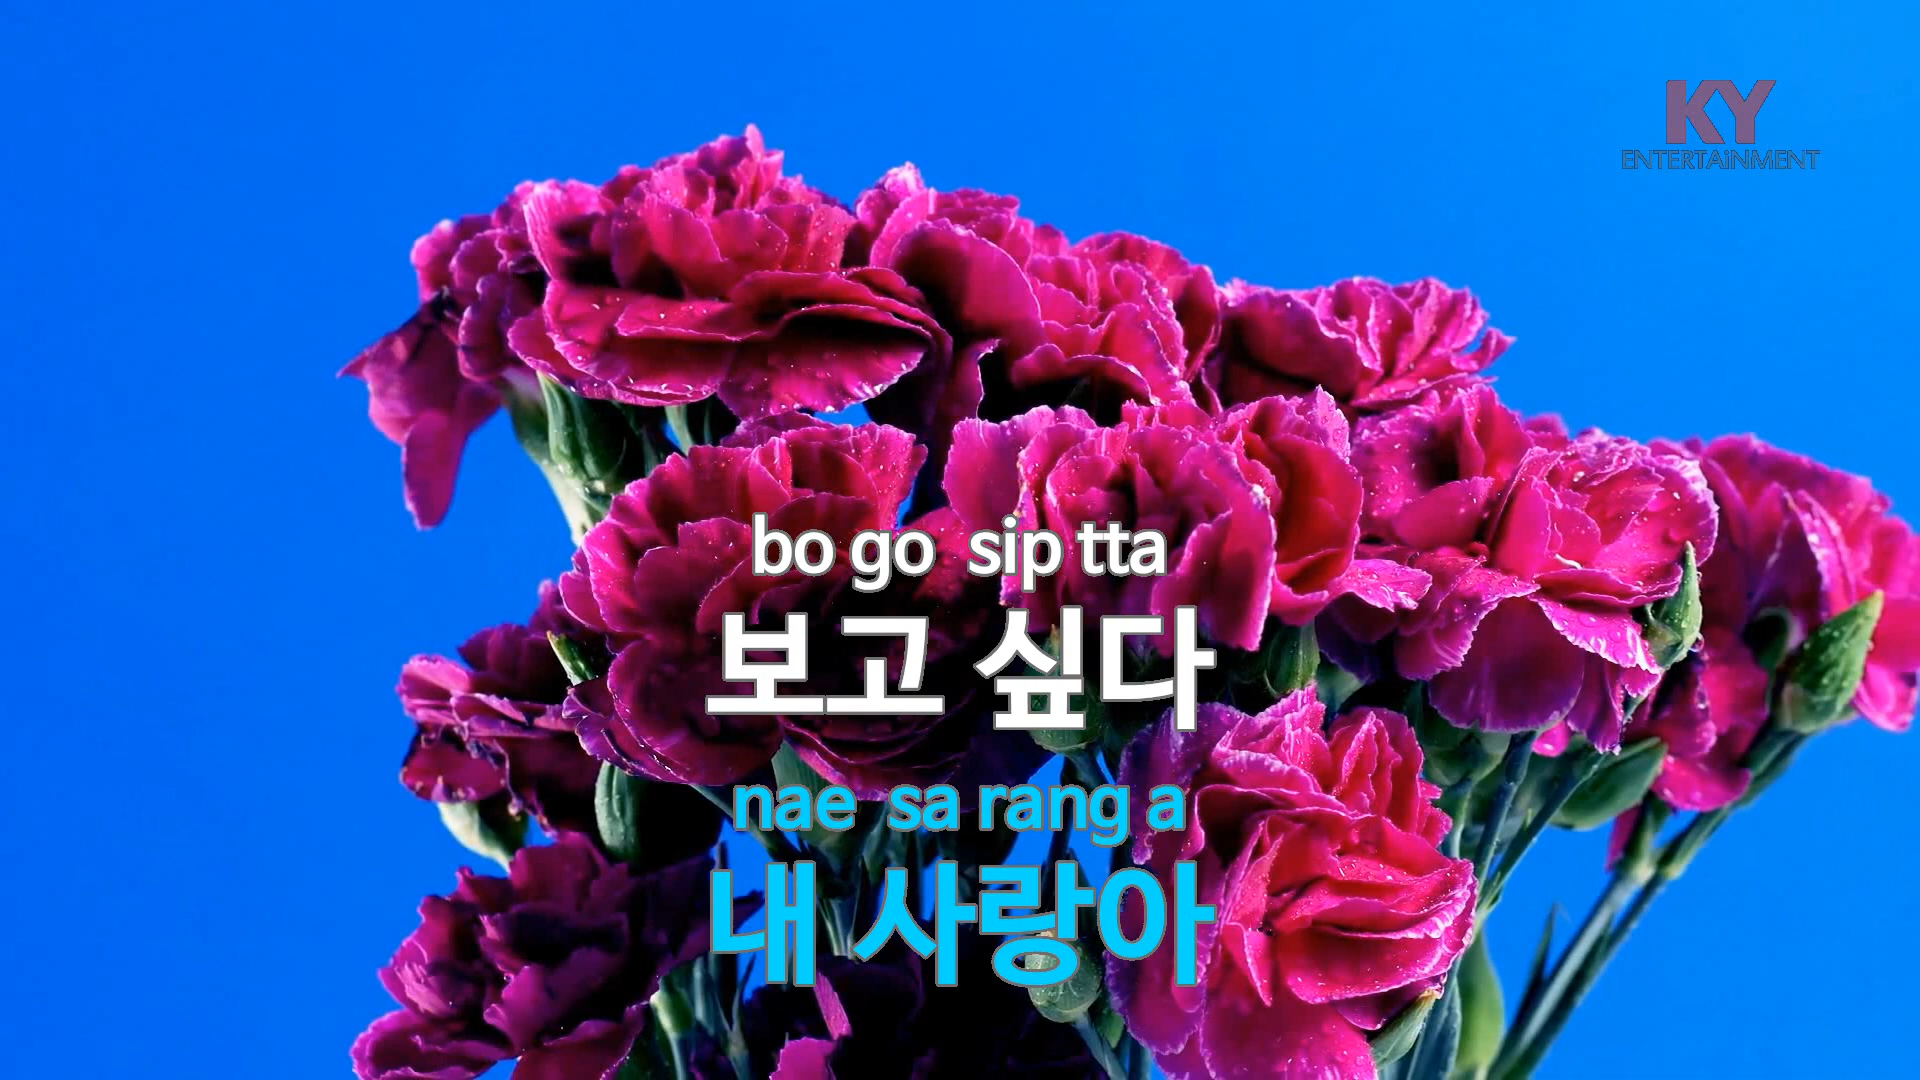 KY
ENTERTAiNMENT
bo go sip tta
보고 싶다
nae sa rang a
내 사랑아